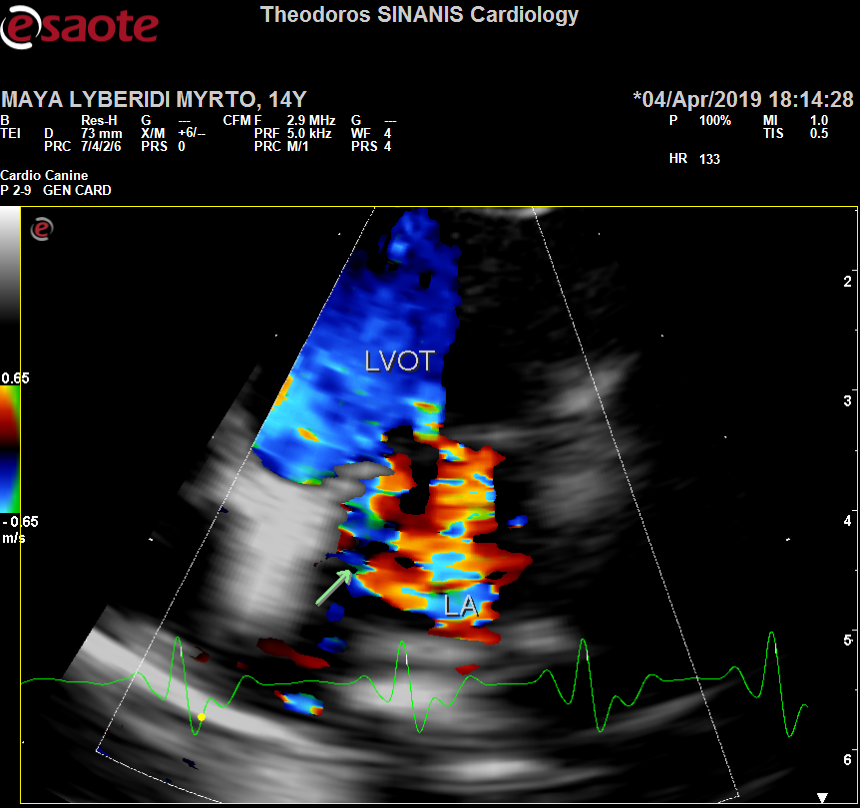 esaote
Theodoros SINANIS Cardiology
MAYA LYBERIDI MYRTO, 14Y
*04/Apr/2019 18:14:28
B Res-H G --- CFM F 2.9 MHz G --- P 100% MI 1.0
TEI D 73 mm X/M +6/-- PRF 5.0 kHz WF 4 TIS 0.5
PRC 7/4/2/6 PRS 0 PRC M/1 PRS 4
HR 133
Cardio Canine
P 2-9 GEN CARD
e
2
LVOT
0.65
3
4
- 0.65
m/s
LA
5
6